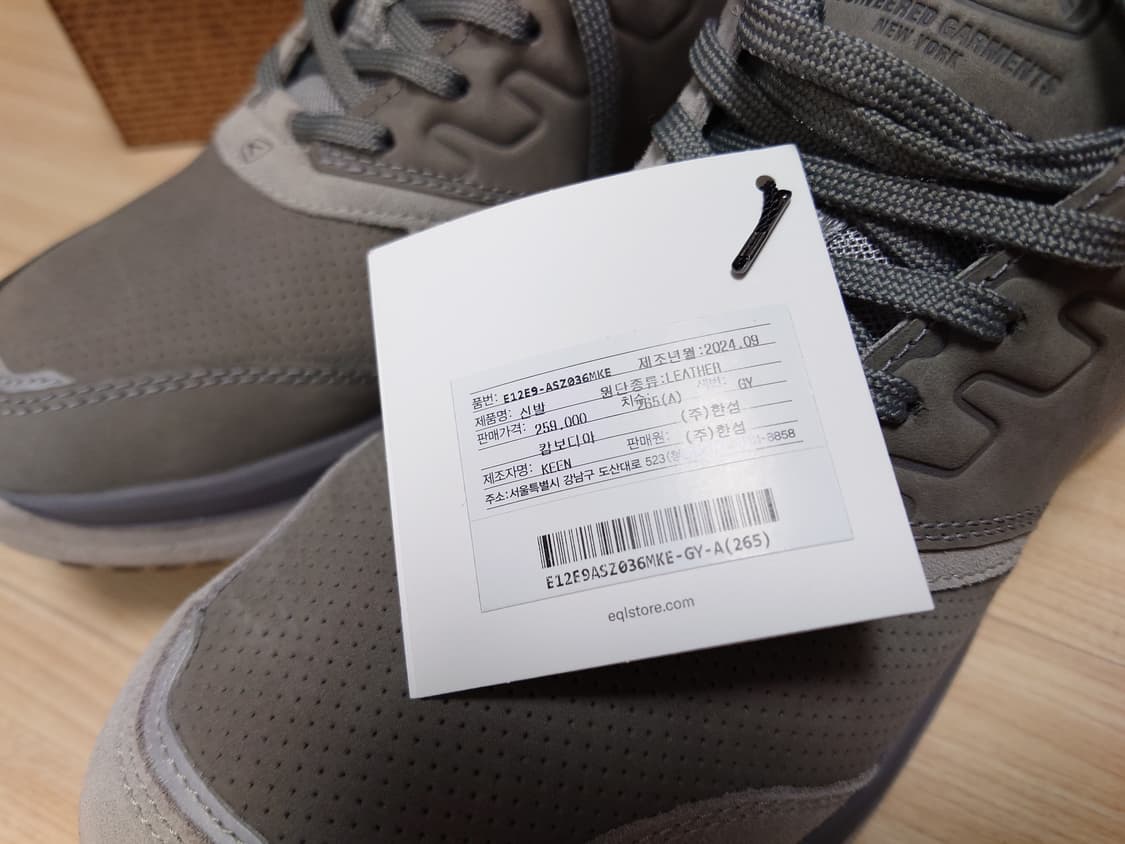 ENGINEERED GARMENTS
NEW YORK
품번: E12E9-ASZ036MKE 제조년월:2024.09
제품명: 신발 원단종류:LEATHER
판매가격: 259,000 치수: 265(A) 색번: GY
캄보디아 (주)한섬
제조자명: KEEN 판매원: (주)한섬
주소:서울특별시 강남구 도산대로 523 8858
E12E9ASZ036MKE-GY-A(265)
eqlstore.com